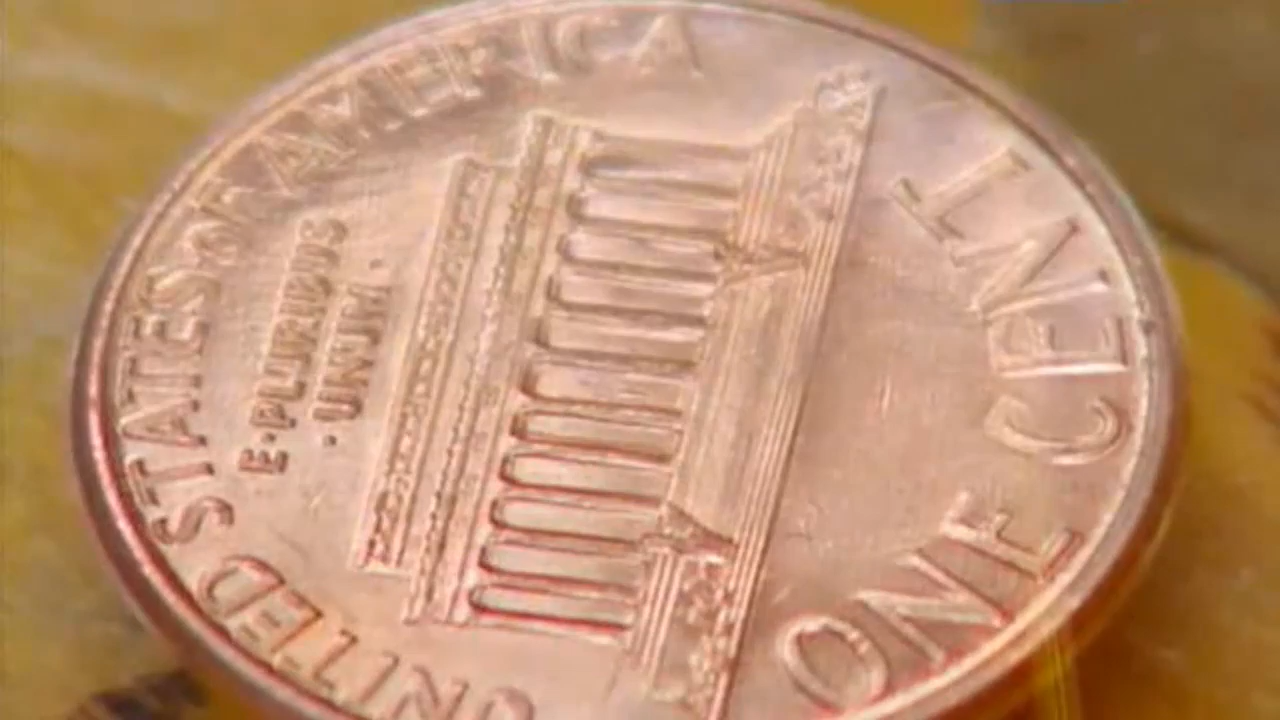 UNITED STATES OF AMERICA
E·PLURIBUS
·UNUM·
ONE CENT